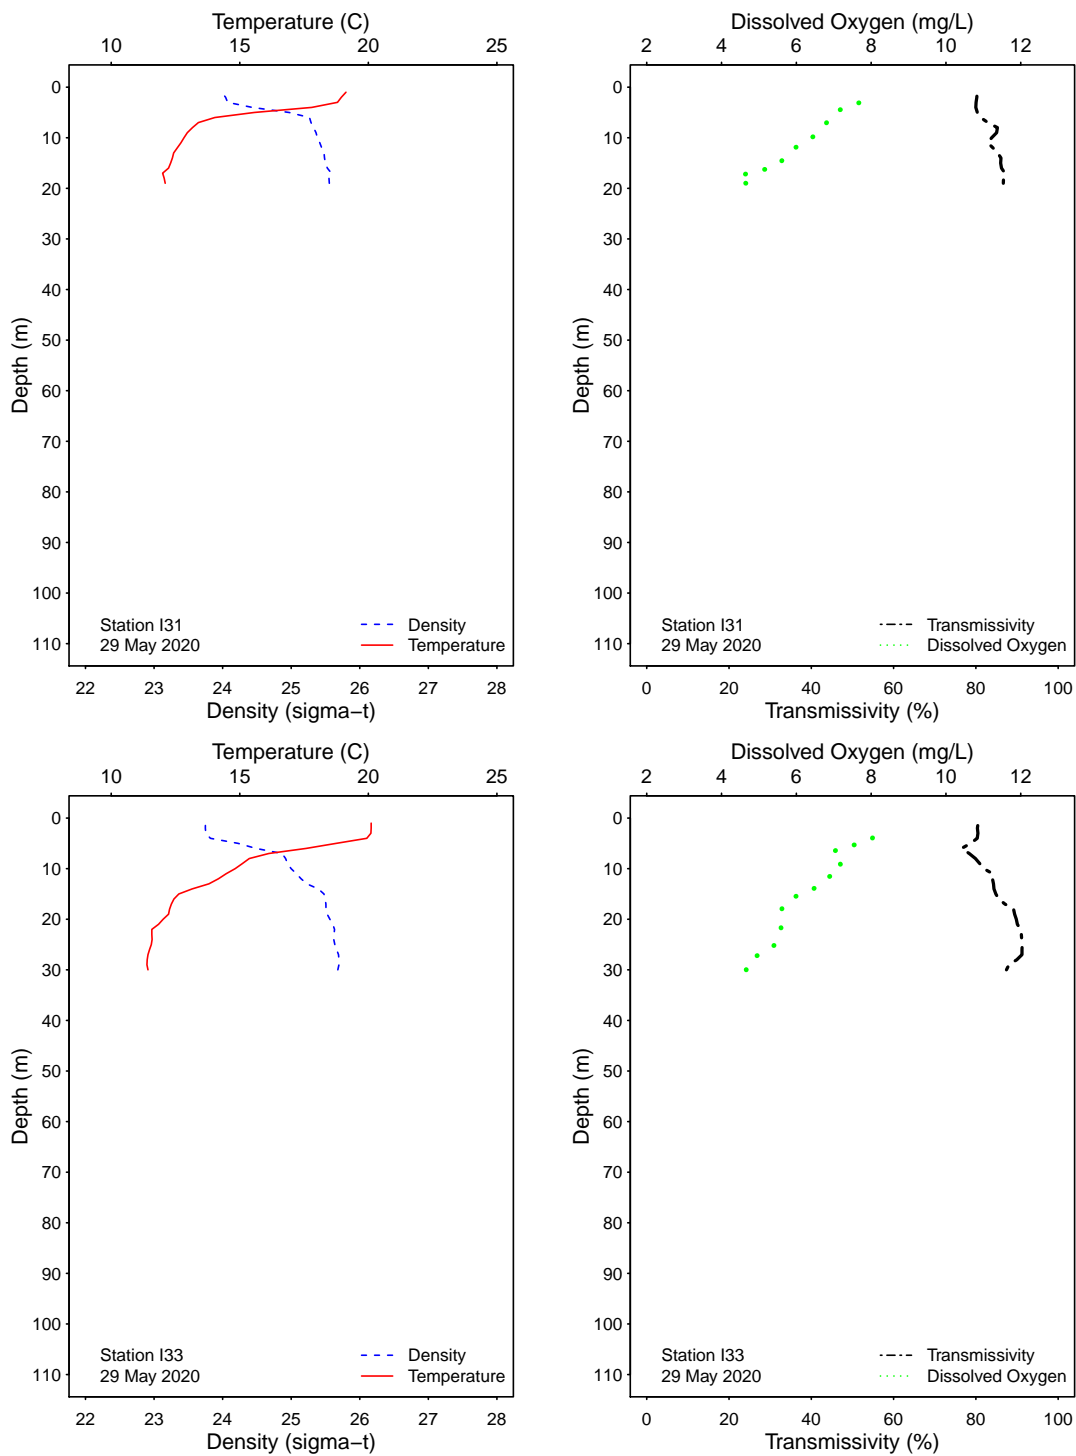 Temperature (C)
10 15 20 25
0
10
20
30
40
50
60
70
80
90
100
110
Depth (m)
Station I31
29 May 2020
Density
Temperature
22 23 24 25 26 27 28
Density (sigma−t)
Dissolved Oxygen (mg/L)
2 4 6 8 10 12
0
10
20
30
40
50
60
70
80
90
100
110
Depth (m)
Station I31
29 May 2020
Transmissivity
Dissolved Oxygen
0 20 40 60 80 100
Transmissivity (%)
Temperature (C)
10 15 20 25
0
10
20
30
40
50
60
70
80
90
100
110
Depth (m)
Station I33
29 May 2020
Density
Temperature
22 23 24 25 26 27 28
Density (sigma−t)
Dissolved Oxygen (mg/L)
2 4 6 8 10 12
0
10
20
30
40
50
60
70
80
90
100
110
Depth (m)
Station I33
29 May 2020
Transmissivity
Dissolved Oxygen
0 20 40 60 80 100
Transmissivity (%)